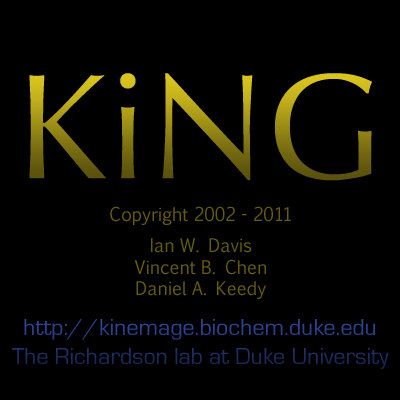 KiNG
Copyright 2002 - 2011
Ian W. Davis
Vincent B. Chen
Daniel A. Keedy
http://kinemage.biochem.duke.edu
The Richardson lab at Duke University